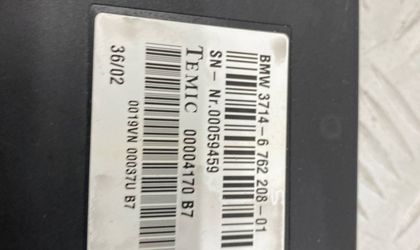 BMW 3714-6 762 208-01
SN- Nr.00059459
TEMIC 00004170 B7
36/02
0019VN 00037U B7